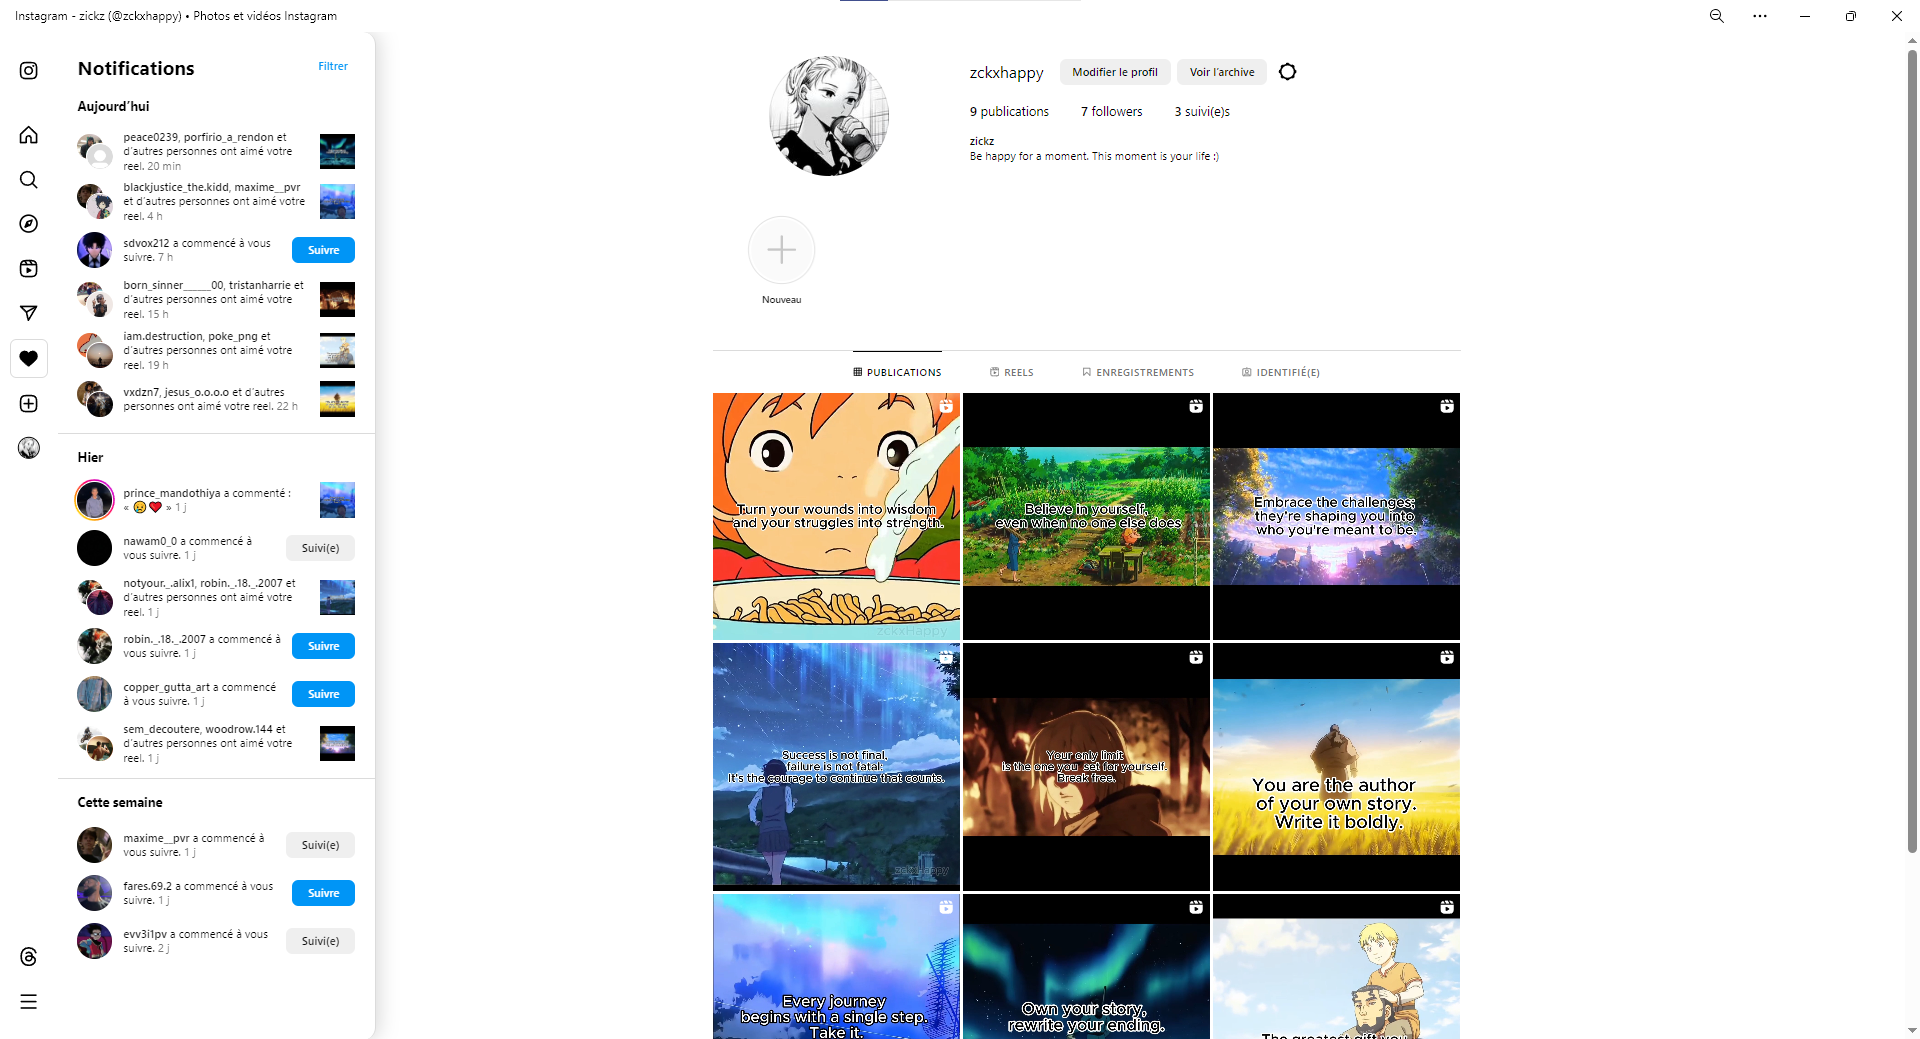 Instagram - zickz (@zckxhappy) • Photos et vidéos Instagram
Notifications
Filtrer
Aujourd'hui
peace0239, porfirio_a_rendon et
d'autres personnes ont aimé votre
reel. 20 min
blackjustice_the.kidd, maxime__pvr
et d'autres personnes ont aimé votre
reel. 4 h
sdvox212 a commencé à vous
suivre. 7 h
Suivre
born_sinner______00, tristanharrie et
d'autres personnes ont aimé votre
reel. 15 h
iam.destruction, poke_png et
d'autres personnes ont aimé votre
reel. 19 h
vxdzn7, jesus_o.o.o.o et d'autres
personnes ont aimé votre reel. 22 h
Hier
prince_mandothiya a commenté :
« 😥❤️ » 1 j
nawam0_0 a commencé à
vous suivre. 1 j
Suivi(e)
notyour._.alix1, robin._.18._.2007 et
d'autres personnes ont aimé votre
reel. 1 j
robin._.18._.2007 a commencé à
vous suivre. 1 j
Suivre
copper_gutta_art a commencé
à vous suivre. 1 j
Suivre
sem_decoutere, woodrow.144 et
d'autres personnes ont aimé votre
reel. 1 j
Cette semaine
maxime__pvr a commencé à
vous suivre. 1 j
Suivi(e)
fares.69.2 a commencé à vous
suivre. 1 j
Suivre
evv3i1pv a commencé à vous
suivre. 2 j
Suivi(e)
zckxhappy
Modifier le profil
Voir l'archive
9 publications
7 followers
3 suivi(e)s
zickz
Be happy for a moment. This moment is your life :)
Nouveau
PUBLICATIONS
REELS
ENREGISTREMENTS
IDENTIFIÉ(E)
Turn your wounds into wisdom
and your struggles into strength.
zckxHappy
Believe in yourself,
even when no one else does
Embrace the challenges;
they're shaping you into
who you're meant to be.
Success is not final,
failure is not fatal:
It's the courage to continue that counts.
zckxHappy
Your only limit
is the one you set for yourself.
Break free.
You are the author
of your own story.
Write it boldly.
Every journey
begins with a single step.
Take it.
Own your story,
rewrite your ending.
The greatest gift you